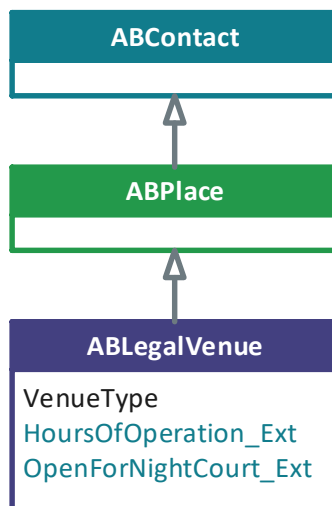 ABContact
ABPlace
ABLegalVenue
VenueType
HoursOfOperation_Ext
OpenForNightCourt_Ext